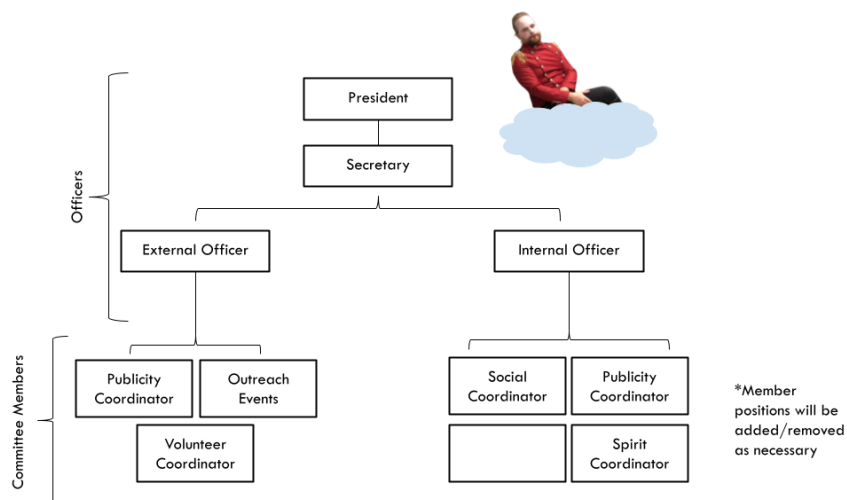 President
Secretary
Officers
External Officer
Internal Officer
Committee Members
Publicity
Coordinator
Outreach
Events
Volunteer
Coordinator
Social
Coordinator
Publicity
Coordinator
Spirit
Coordinator
*Member
positions will be
added/removed
as necessary